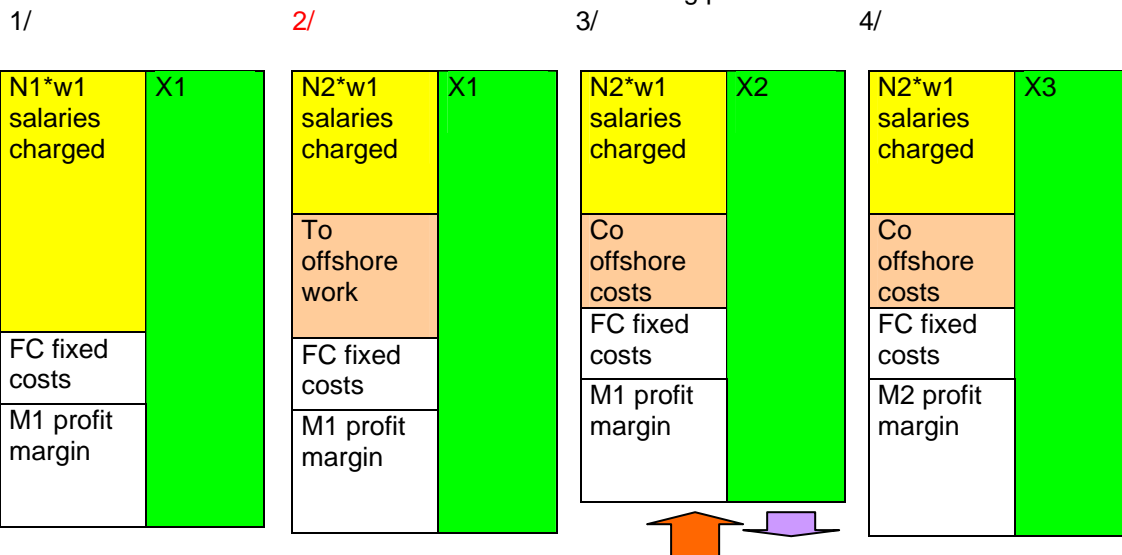 1/
2/
3/
4/
N1*w1
salaries
charged
X1
FC fixed
costs
M1 profit
margin
N2*w1
salaries
charged
X1
To
offshore
work
FC fixed
costs
M1 profit
margin
N2*w1
salaries
charged
X2
Co
offshore
costs
FC fixed
costs
M1 profit
margin
N2*w1
salaries
charged
X3
Co
offshore
costs
FC fixed
costs
M2 profit
margin